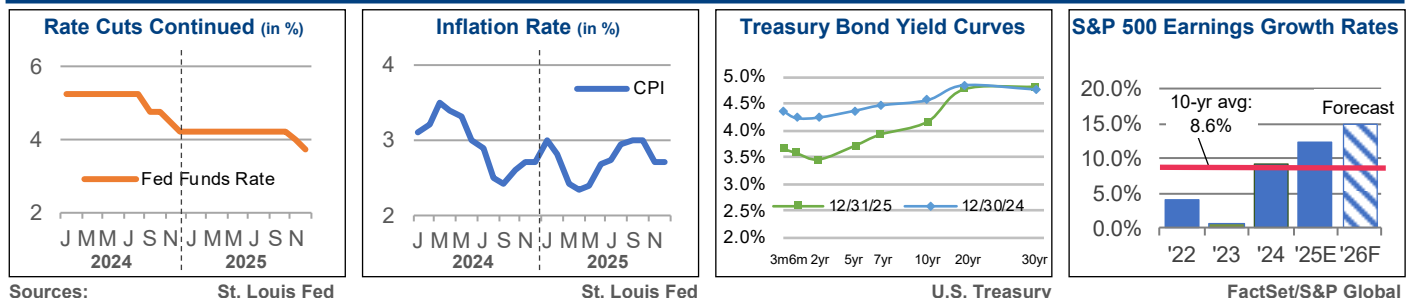 Rate Cuts Continued (in %)
6
4
2
Fed Funds Rate
J M M J S N J M M J S N
2024 2025
Inflation Rate (in %)
4
3
2
CPI
J M M J S N J M M J S N
2024 2025
Treasury Bond Yield Curves
5.0%
4.5%
4.0%
3.5%
3.0%
2.5%
2.0%
12/31/25 12/30/24
3m 6m 2yr 5yr 7yr 10yr 20yr 30yr
S&P 500 Earnings Growth Rates
20.0%
15.0%
10.0%
5.0%
0.0%
10-yr avg:
8.6%
Forecast
'22 '23 '24 '25E '26F
Sources: St. Louis Fed St. Louis Fed U.S. Treasury FactSet/S&P Global